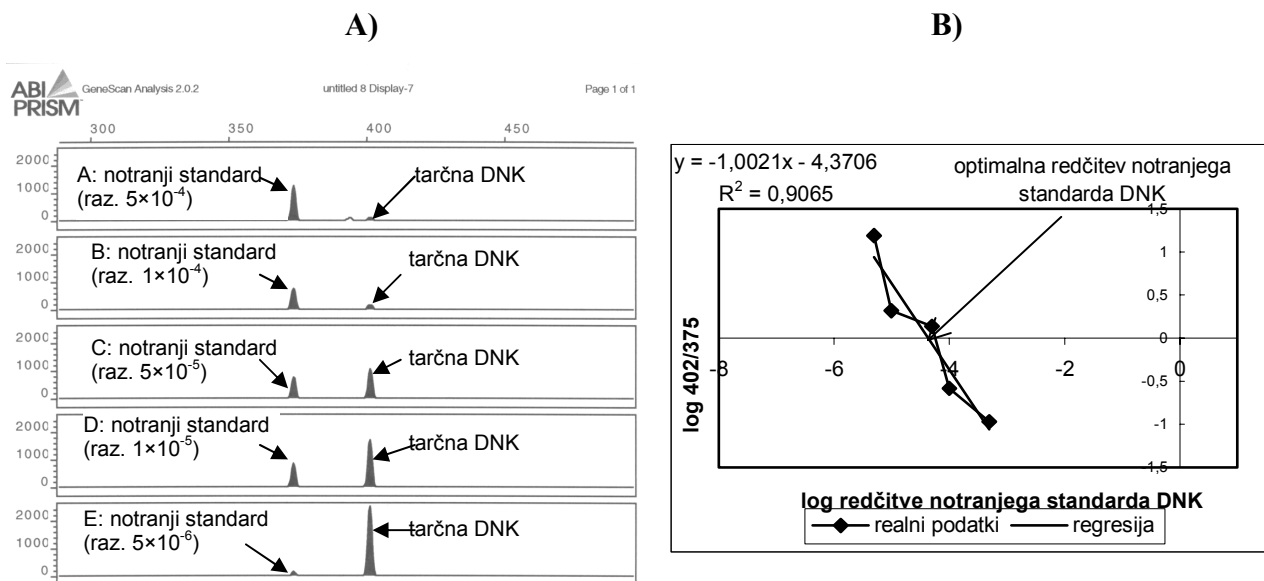 A)
B)
ABI
PRISM
GeneScan Analysis 2.0.2
untitled 8 Display-7
Page 1 of 1
300 350 400 450
2000
1000
0
A: notranji standard
(raz. 5×10⁻⁴)
tarčna DNK
2000
1000
0
B: notranji standard
(raz. 1×10⁻⁴)
tarčna DNK
2000
1000
0
C: notranji standard
(raz. 5×10⁻⁵)
tarčna DNK
2000
1000
0
D: notranji standard
(raz. 1×10⁻⁵)
tarčna DNK
2000
1000
0
E: notranji standard
(raz. 5×10⁻⁶)
tarčna DNK
y = -1,0021x - 4,3706
R² = 0,9065
optimalna redčitev notranjega
standarda DNK
1,5
1
0,5
0
-0,5
-1
-1,5
-8 -6 -4 -2 0
log 402/375
log redčitve notranjega standarda DNK
realni podatki
regresija